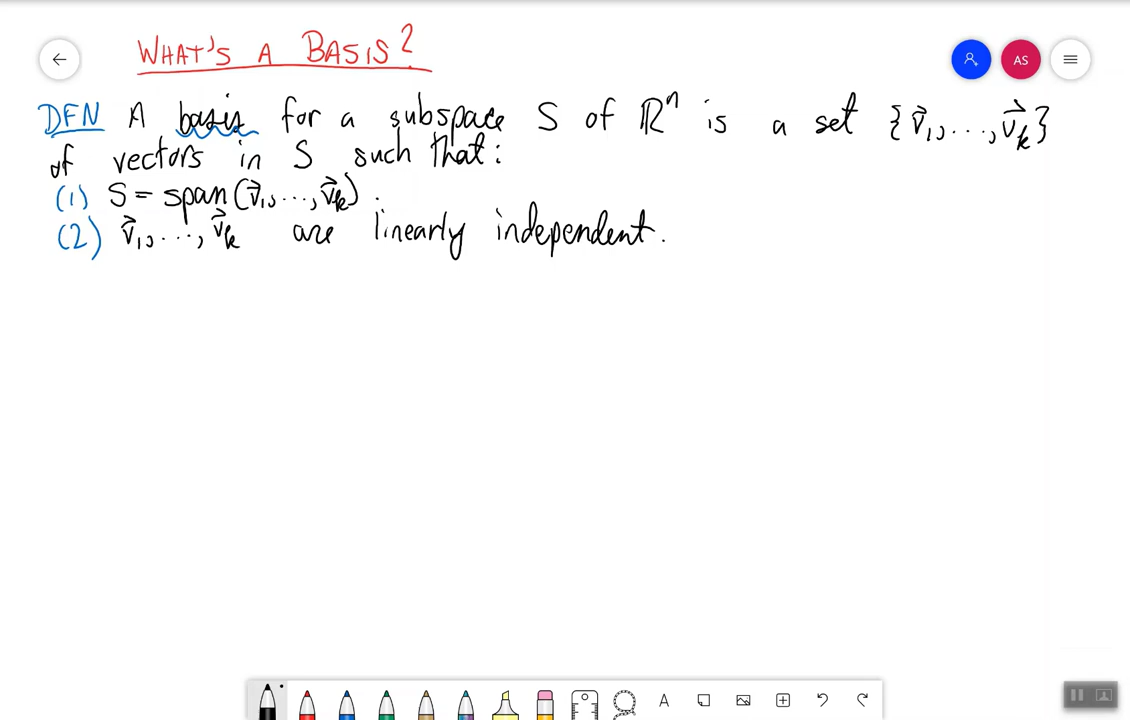 WHAT'S A BASIS?
AS
DFN A basis for a subspace S of ℝⁿ is a set {v⃗₁, ..., v⃗ₖ}
of vectors in S such that:
(1) S = span(v⃗₁, ..., v⃗ₖ).
(2) v⃗₁, ..., v⃗ₖ are linearly independent.
A